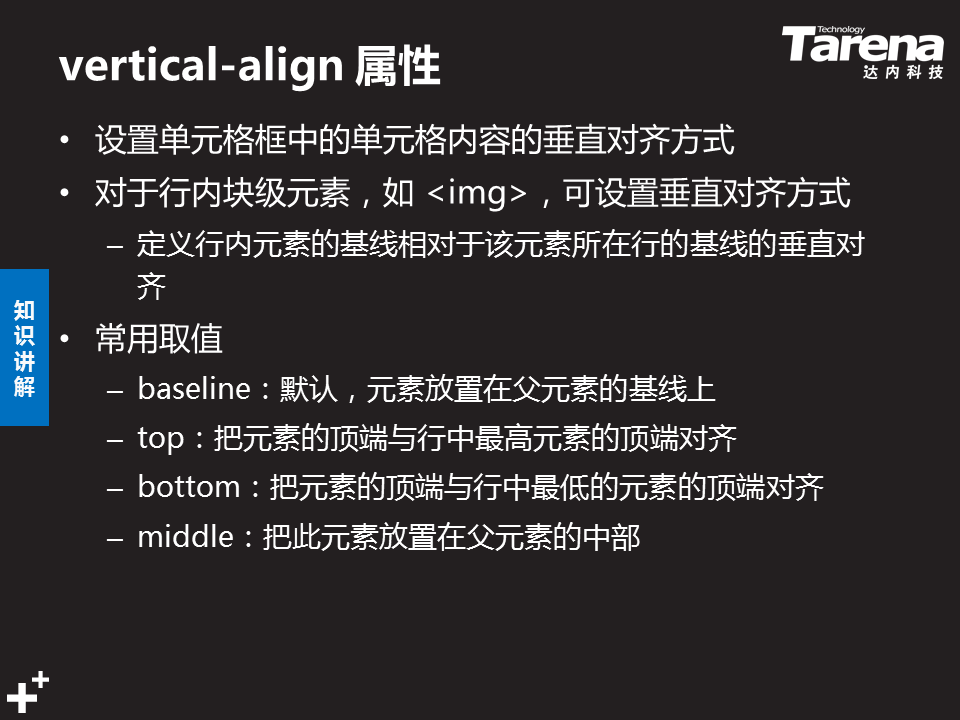 vertical-align 属性
Technology
Tarena
达内科技
• 设置单元格框中的单元格内容的垂直对齐方式
• 对于行内块级元素，如 <img>，可设置垂直对齐方式
– 定义行内元素的基线相对于该元素所在行的基线的垂直对
齐
知识讲解
• 常用取值
– baseline：默认，元素放置在父元素的基线上
– top：把元素的顶端与行中最高元素的顶端对齐
– bottom：把元素的顶端与行中最低的元素的顶端对齐
– middle：把此元素放置在父元素的中部